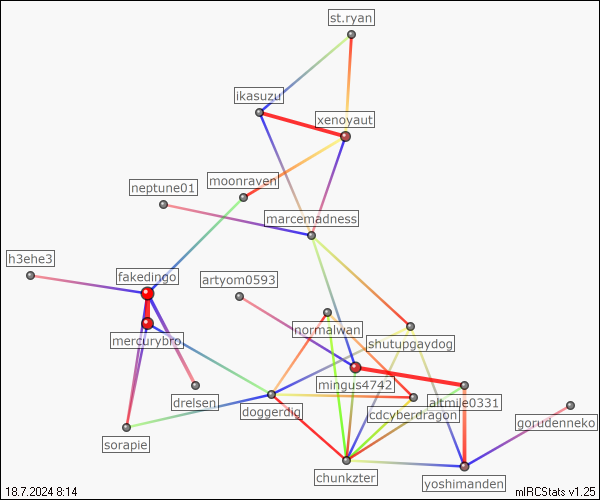 st.ryan
ikasuzu
xenoyaut
moonraven
neptune01
marcemadness
h3ehe3
fakedingo
artyom0593
normalwan
mercurybro
shutupgaydog
mingus4742
drelsen
altmile0331
doggerdig
cdcyberdragon
gorudenneko
sorapie
chunkzter
yoshimanden
18.7.2024 8:14
mIRCStats v1.25